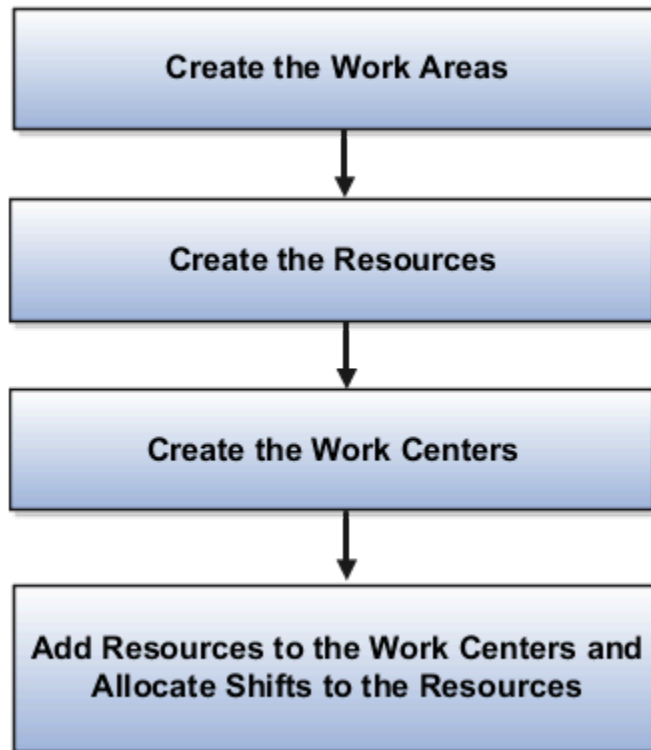 Create the Work Areas
Create the Resources
Create the Work Centers
Add Resources to the Work Centers and
Allocate Shifts to the Resources